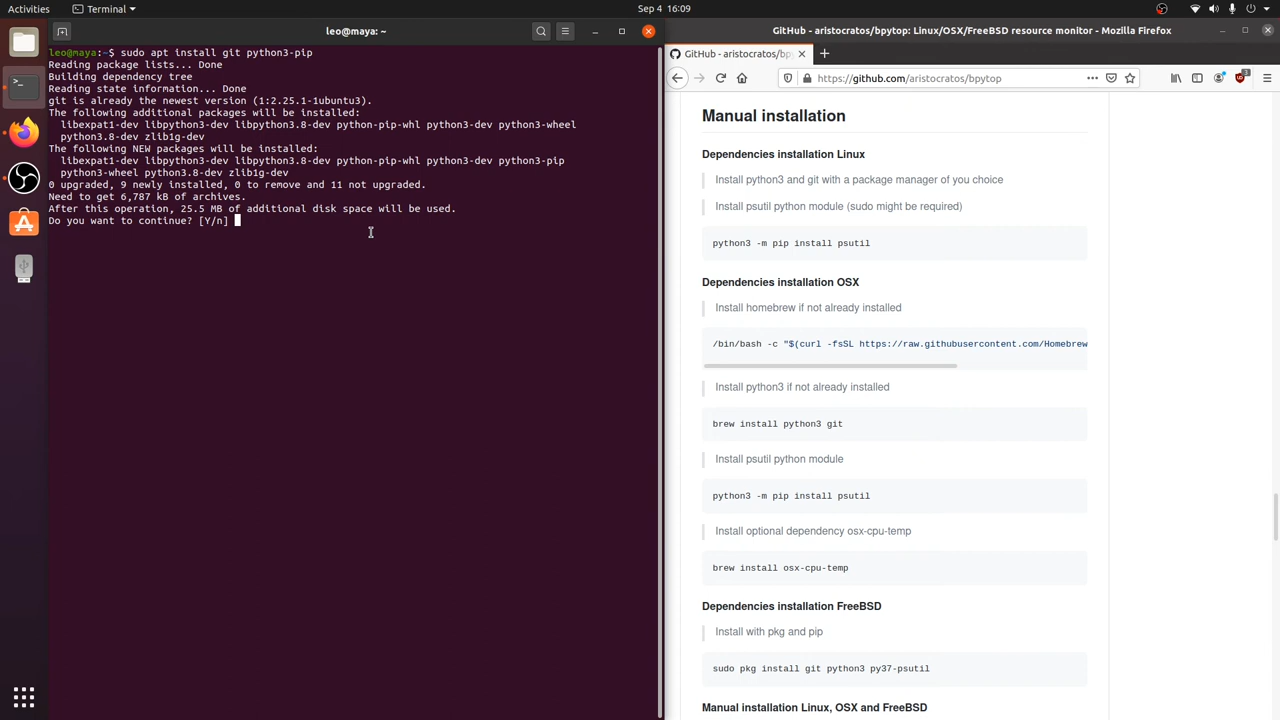 Activities
Terminal
Sep 4 16:09
leo@maya: ~
leo@maya:~$ sudo apt install git python3-pip
Reading package lists... Done
Building dependency tree
Reading state information... Done
git is already the newest version (1:2.25.1-1ubuntu3).
The following additional packages will be installed:
libexpat1-dev libpython3-dev libpython3.8-dev python-pip-whl python3-dev python3-wheel
python3.8-dev zlib1g-dev
The following NEW packages will be installed:
libexpat1-dev libpython3-dev libpython3.8-dev python-pip-whl python3-dev python3-pip
python3-wheel python3.8-dev zlib1g-dev
0 upgraded, 9 newly installed, 0 to remove and 11 not upgraded.
Need to get 6,787 kB of archives.
After this operation, 25.5 MB of additional disk space will be used.
Do you want to continue? [Y/n]
GitHub - aristocratos/bpytop: Linux/OSX/FreeBSD resource monitor - Mozilla Firefox
GitHub - aristocratos/bp
https://github.com/aristocratos/bpytop
Manual installation
Dependencies installation Linux
Install python3 and git with a package manager of you choice
Install psutil python module (sudo might be required)
python3 -m pip install psutil
Dependencies installation OSX
Install homebrew if not already installed
/bin/bash -c "$(curl -fsSL https://raw.githubusercontent.com/Homebrew
Install python3 if not already installed
brew install python3 git
Install psutil python module
python3 -m pip install psutil
Install optional dependency osx-cpu-temp
brew install osx-cpu-temp
Dependencies installation FreeBSD
Install with pkg and pip
sudo pkg install git python3 py37-psutil
Manual installation Linux, OSX and FreeBSD